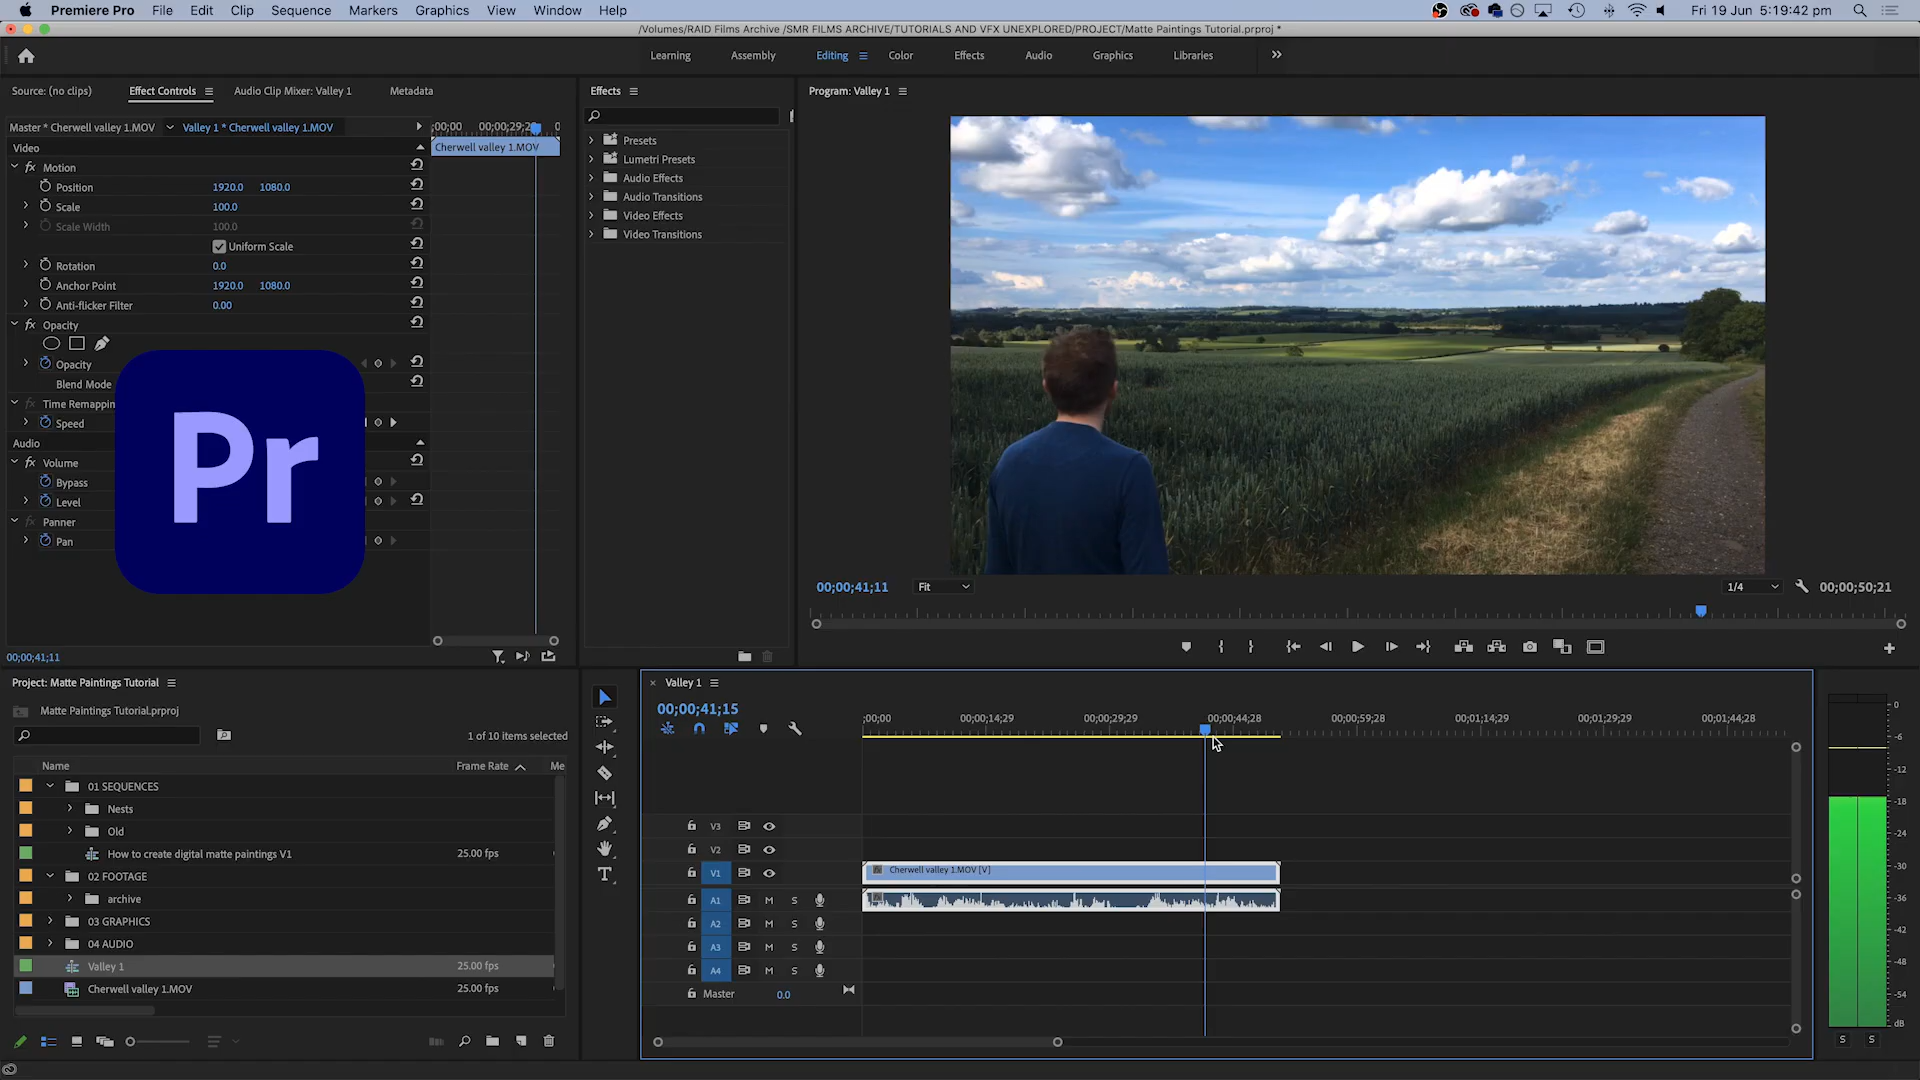 Premiere Pro File Edit Clip Sequence Markers Graphics View Window Help Fri 19 Jun 5:19:42 pm
/Volumes/RAID Films Archive /SMR FILMS ARCHIVE/TUTORIALS AND VFX UNEXPLORED/PROJECT/Matte Paintings Tutorial.prproj *
Learning Assembly Editing Color Effects Audio Graphics Libraries
Source: (no clips) Effect Controls Audio Clip Mixer: Valley 1 Metadata
Master * Cherwell valley 1.MOV Valley 1 * Cherwell valley 1.MOV ;00;00 00;00;29;2
Video Cherwell valley 1.MOV
fx Motion
Position 1920.0 1080.0
Scale 100.0
Scale Width 100.0
Uniform Scale
Rotation 0.0
Anchor Point 1920.0 1080.0
Anti-flicker Filter 0.00
fx Opacity
Opacity
Blend Mode
fx Time Remappin
Speed
Audio
fx Volume
Bypass
Level
fx Panner
Pan
Pr
00;00;41;11
Effects
Presets
Lumetri Presets
Audio Effects
Audio Transitions
Video Effects
Video Transitions
Program: Valley 1
00;00;41;11 Fit 1/4 00;00;50;21
Project: Matte Paintings Tutorial
Matte Paintings Tutorial.prproj
1 of 10 items selected
Name Frame Rate Me
01 SEQUENCES
Nests
Old
How to create digital matte paintings V1 25.00 fps
02 FOOTAGE
archive
03 GRAPHICS
04 AUDIO
Valley 1 25.00 fps
Cherwell valley 1.MOV 25.00 fps
Valley 1
00;00;41;15
;00;00 00;00;14;29 00;00;29;29 00;00;44;28 00;00;59;28 00;01;14;29 00;01;29;29 00;01;44;28
V3
V2
V1 Cherwell valley 1.MOV [V]
A1 M S
A2 M S
A3 M S
A4 M S
Master 0.0
0
-6
-12
-18
-24
-30
-36
-42
-48
-54
dB
S S